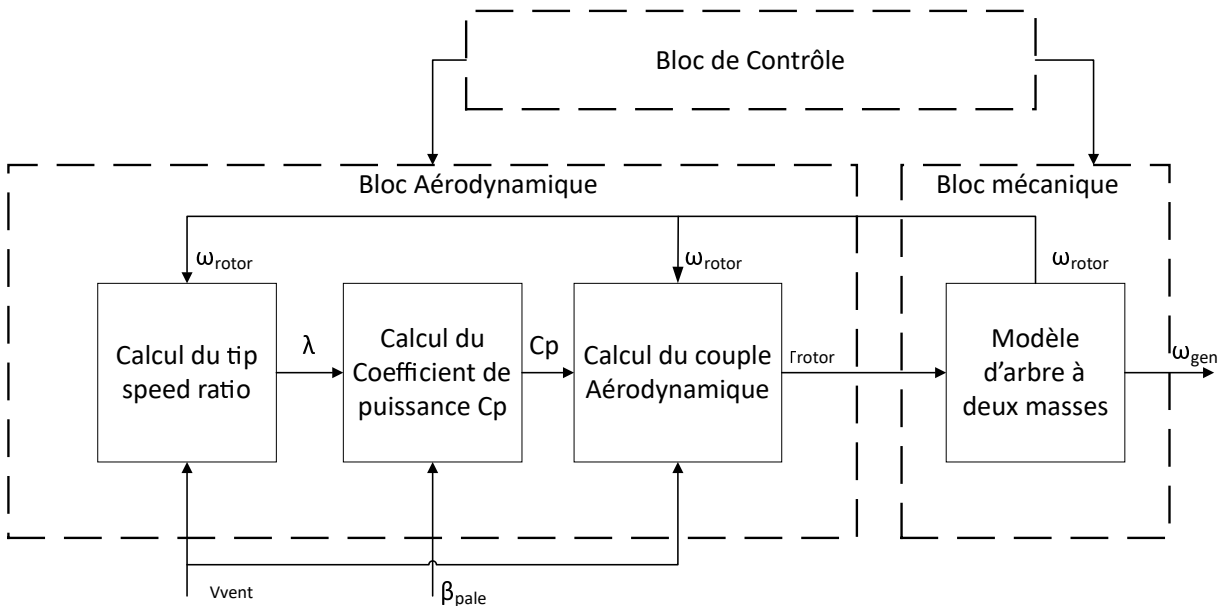 Bloc de Contrôle
Bloc Aérodynamique
Bloc mécanique
ωrotor
ωrotor
ωrotor
Calcul du tip
speed ratio
λ
Calcul du
Coefficient de
puissance Cp
Cp
Calcul du couple
Aérodynamique
Γrotor
Modèle
d’arbre à
deux masses
ωgen
Vvent
βpale